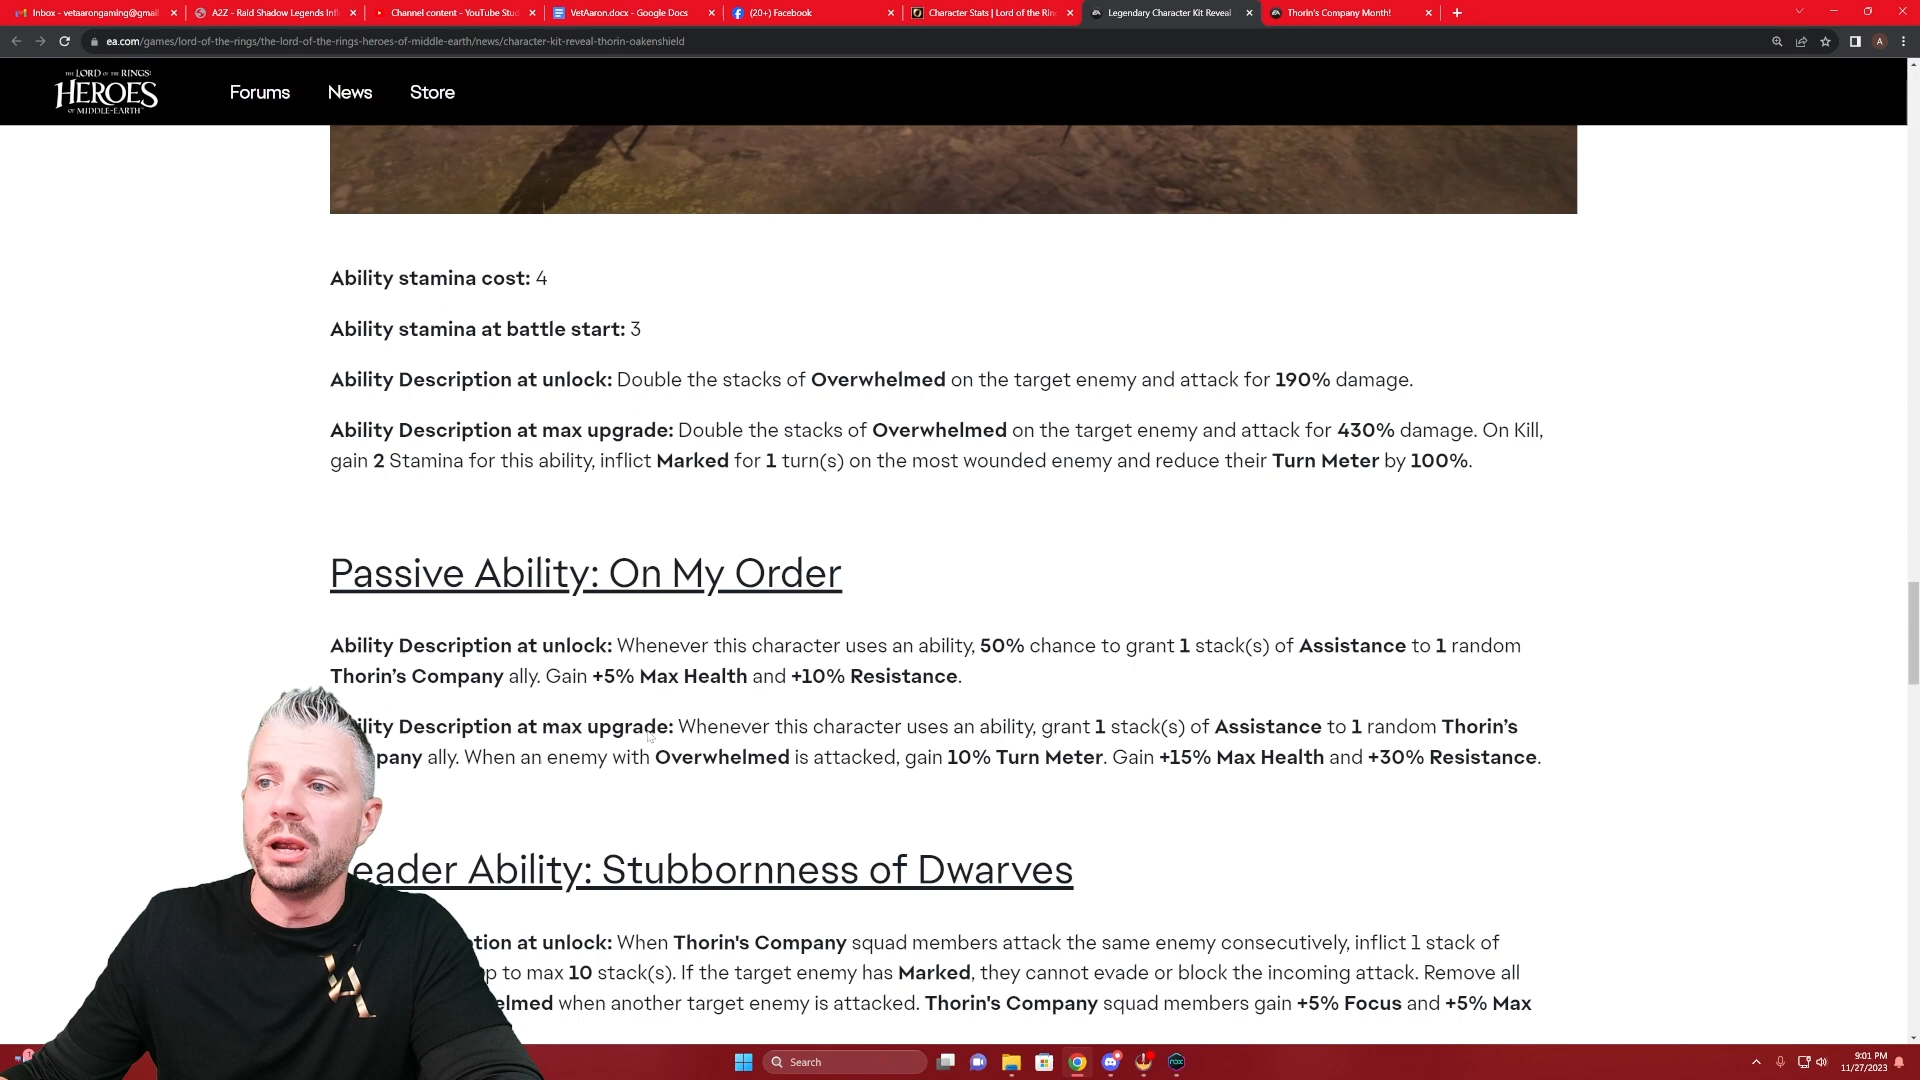 Inbox - vetaarongaming@gmail
A2Z - Raid Shadow Legends Infl
Channel content - YouTube Stud
VetAaron.docx - Google Docs
(20+) Facebook
Character Stats | Lord of the Rin
Legendary Character Kit Reveal
Thorin's Company Month!
ea.com/games/lord-of-the-rings/the-lord-of-the-rings-heroes-of-middle-earth/news/character-kit-reveal-thorin-oakenshield
A
THE LORD OF THE RINGS:
HEROES
OF MIDDLE-EARTH
Forums
News
Store
Ability stamina cost: 4
Ability stamina at battle start: 3
Ability Description at unlock: Double the stacks of Overwhelmed on the target enemy and attack for 190% damage.
Ability Description at max upgrade: Double the stacks of Overwhelmed on the target enemy and attack for 430% damage. On Kill,
gain 2 Stamina for this ability, inflict Marked for 1 turn(s) on the most wounded enemy and reduce their Turn Meter by 100%.
Passive Ability: On My Order
Ability Description at unlock: Whenever this character uses an ability, 50% chance to grant 1 stack(s) of Assistance to 1 random
Thorin’s Company ally. Gain +5% Max Health and +10% Resistance.
ility Description at max upgrade: Whenever this character uses an ability, grant 1 stack(s) of Assistance to 1 random Thorin’s
pany ally. When an enemy with Overwhelmed is attacked, gain 10% Turn Meter. Gain +15% Max Health and +30% Resistance.
eader Ability: Stubbornness of Dwarves
tion at unlock: When Thorin's Company squad members attack the same enemy consecutively, inflict 1 stack of
p to max 10 stack(s). If the target enemy has Marked, they cannot evade or block the incoming attack. Remove all
elmed when another target enemy is attacked. Thorin's Company squad members gain +5% Focus and +5% Max
Search
9:01 PM
11/27/2023